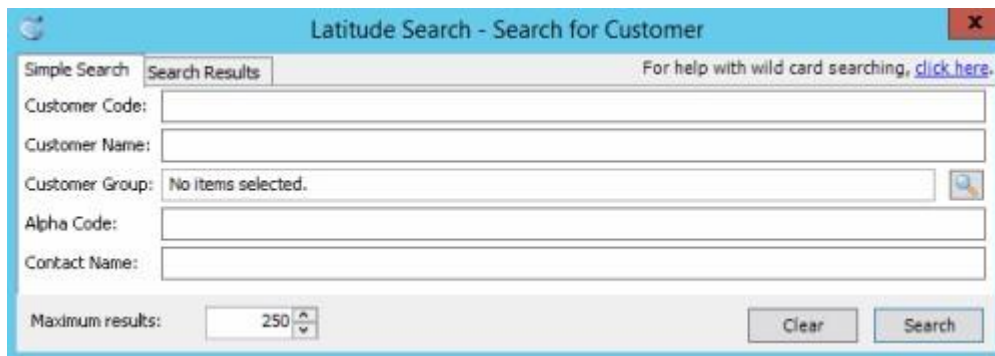 Latitude Search - Search for Customer
x
Simple Search Search Results For help with wild card searching, click here.
Customer Code:
Customer Name:
Customer Group: No items selected.
Alpha Code:
Contact Name:
Maximum results: 250 Clear Search